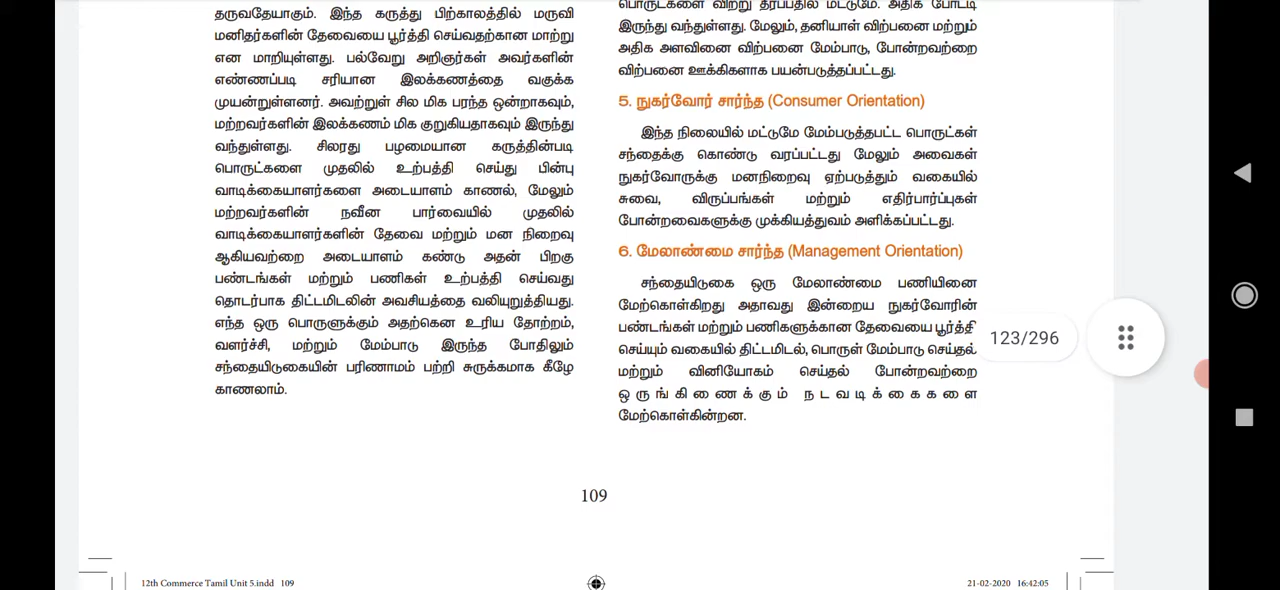 தருவதேயாகும். இந்த கருத்து பிற்காலத்தில் மருவி
மனிதர்களின் தேவையை பூர்த்தி செய்வதற்கான மாற்று
என மாறியுள்ளது. பல்வேறு அறிஞர்கள் அவர்களின்
எண்ணப்படி சரியான இலக்கணத்தை வகுக்க
முயன்றுள்ளனர். அவற்றுள் சில மிக பரந்த ஒன்றாகவும்,
மற்றவர்களின் இலக்கணம் மிக குறுகியதாகவும் இருந்து
வந்துள்ளது. சிலரது பழமையான கருத்தின்படி
பொருட்களை முதலில் உற்பத்தி செய்து பின்பு
வாடிக்கையாளர்களை அடையாளம் காணல், மேலும்
மற்றவர்களின் நவீன பார்வையில் முதலில்
வாடிக்கையாளர்களின் தேவை மற்றும் மன நிறைவு
ஆகியவற்றை அடையாளம் கண்டு அதன் பிறகு
பண்டங்கள் மற்றும் பணிகள் உற்பத்தி செய்வது
தொடர்பாக திட்டமிடலின் அவசியத்தை வலியுறுத்தியது.
எந்த ஒரு பொருளுக்கும் அதற்கென உரிய தோற்றம்,
வளர்ச்சி, மற்றும் மேம்பாடு இருந்த போதிலும்
சந்தையிடுகையின் பரிணாமம் பற்றி சுருக்கமாக கீழே
காணலாம்.
பொருட்களை விற்று தீர்ப்பதில் மட்டுமே. அதிக போட்டி
இருந்து வந்துள்ளது. மேலும், தனியாள் விற்பனை மற்றும்
அதிக அளவினை விற்பனை மேம்பாடு, போன்றவற்றை
விற்பனை ஊக்கிகளாக பயன்படுத்தப்பட்டது.
5. நுகர்வோர் சார்ந்த (Consumer Orientation)
இந்த நிலையில் மட்டுமே மேம்படுத்தபட்ட பொருட்கள்
சந்தைக்கு கொண்டு வரப்பட்டது மேலும் அவைகள்
நுகர்வோருக்கு மனநிறைவு ஏற்படுத்தும் வகையில்
சுவை, விருப்பங்கள் மற்றும் எதிர்பார்ப்புகள்
போன்றவைகளுக்கு முக்கியத்துவம் அளிக்கப்பட்டது.
6. மேலாண்மை சார்ந்த (Management Orientation)
சந்தையிடுகை ஒரு மேலாண்மை பணியினை
மேற்கொள்கிறது அதாவது இன்றைய நுகர்வோரின்
பண்டங்கள் மற்றும் பணிகளுக்கான தேவையை பூர்த்தி
செய்யும் வகையில் திட்டமிடல், பொருள் மேம்பாடு செய்தல்
மற்றும் வினியோகம் செய்தல் போன்றவற்றை
ஒருங்கிணைக்கும் நடவடிக்கைகளை
மேற்கொள்கின்றன.
123/296
109
12th Commerce Tamil Unit 5.indd 109
21-02-2020 16:42:05